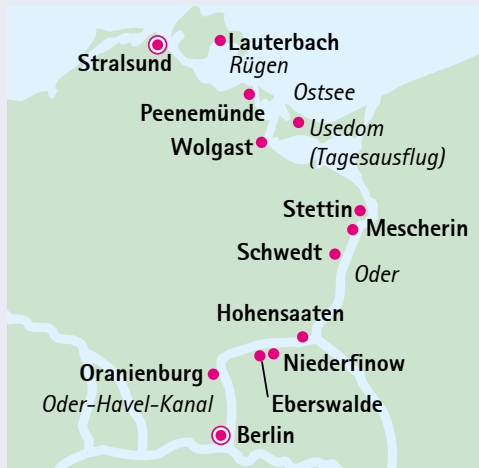 Lauterbach
Rügen
Stralsund
Ostsee
Peenemünde
Usedom
(Tagesausflug)
Wolgast
Stettin
Mescherin
Schwedt
Oder
Hohensaaten
Niederfinow
Oranienburg
Oder-Havel-Kanal
Eberswalde
Berlin